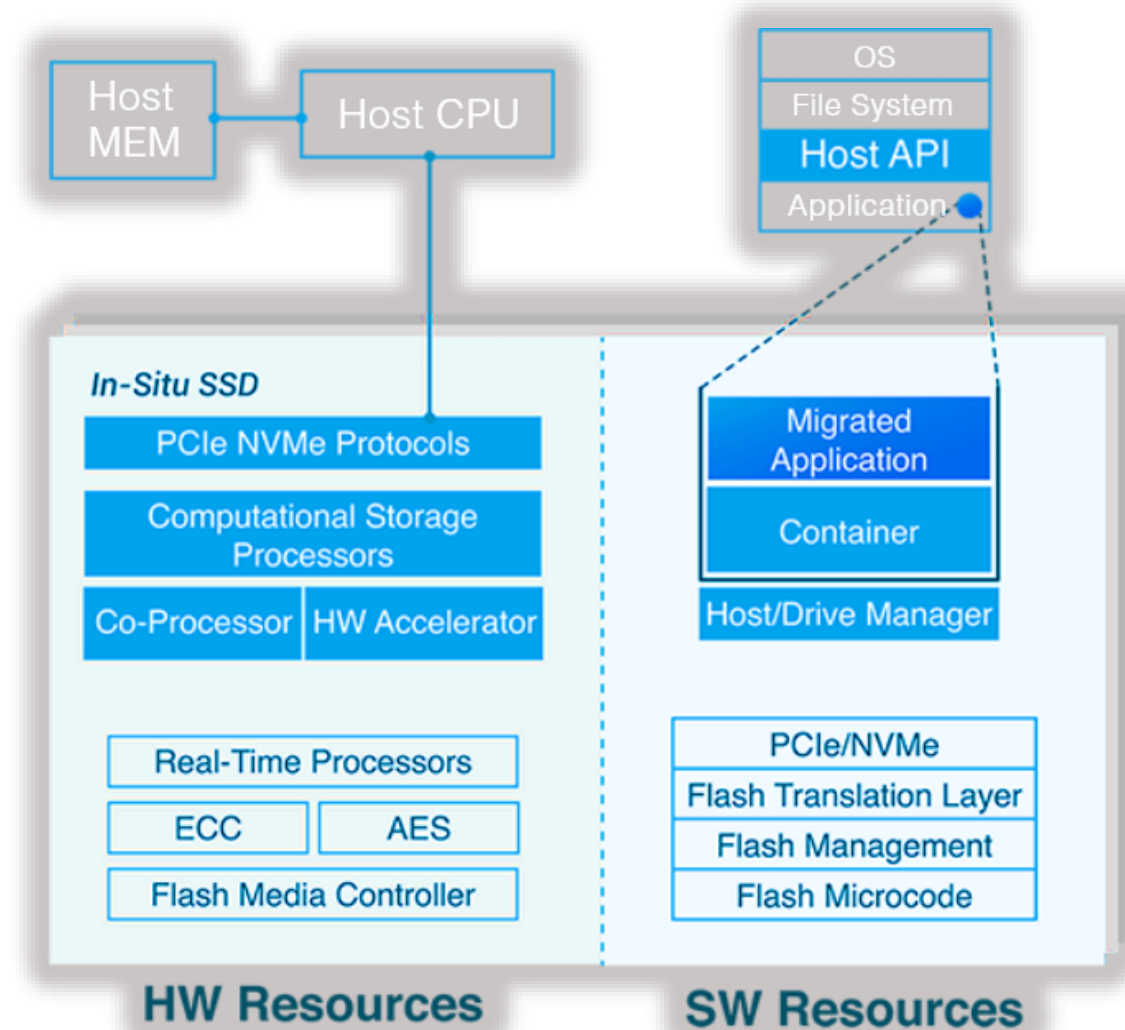 Host
MEM
Host CPU
OS
File System
Host API
Application
In-Situ SSD
PCIe NVMe Protocols
Computational Storage
Processors
Co-Processor
HW Accelerator
Real-Time Processors
ECC
AES
Flash Media Controller
HW Resources
Migrated
Application
Container
Host/Drive Manager
PCIe/NVMe
Flash Translation Layer
Flash Management
Flash Microcode
SW Resources